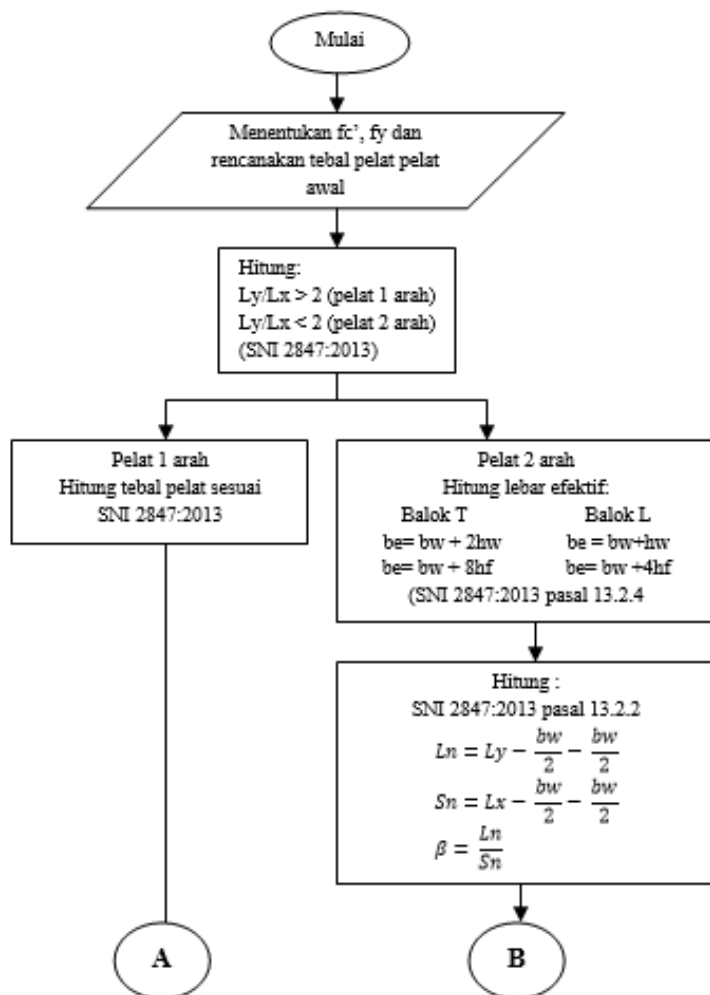 Mulai
Menentukan fc’, fy dan
rencanakan tebal pelat pelat
awal
Hitung:
Ly/Lx > 2 (pelat 1 arah)
Ly/Lx < 2 (pelat 2 arah)
(SNI 2847:2013)
Pelat 1 arah
Hitung tebal pelat sesuai
SNI 2847:2013
Pelat 2 arah
Hitung lebar efektif:
Balok T Balok L
be= bw + 2hw be = bw+hw
be= bw + 8hf be= bw +4hf
(SNI 2847:2013 pasal 13.2.4
Hitung :
SNI 2847:2013 pasal 13.2.2
Ln = Ly − bw/2 − bw/2
Sn = Lx − bw/2 − bw/2
β = Ln/Sn
A
B